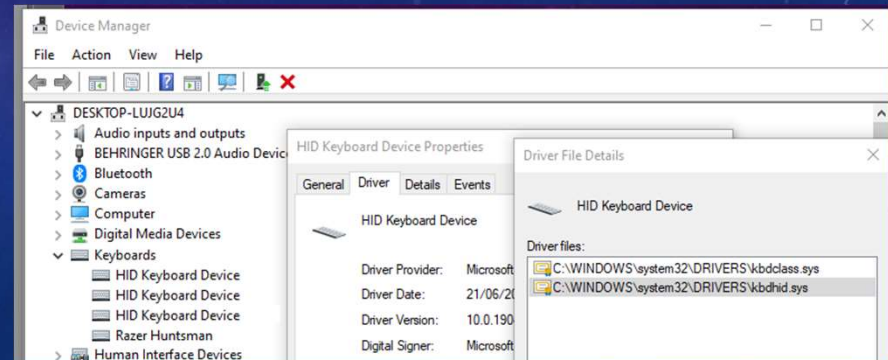 Device Manager
File Action View Help
DESKTOP-LUJG2U4
Audio inputs and outputs
BEHRINGER USB 2.0 Audio Device
Bluetooth
Cameras
Computer
Digital Media Devices
Keyboards
HID Keyboard Device
HID Keyboard Device
HID Keyboard Device
Razer Huntsman
Human Interface Devices
HID Keyboard Device Properties
General Driver Details Events
HID Keyboard Device
Driver Provider: Microsoft
Driver Date: 21/06/20
Driver Version: 10.0.190
Digital Signer: Microsoft
Driver File Details
HID Keyboard Device
Driver files:
C:\WINDOWS\system32\DRIVERS\kbdclass.sys
C:\WINDOWS\system32\DRIVERS\kbdhid.sys